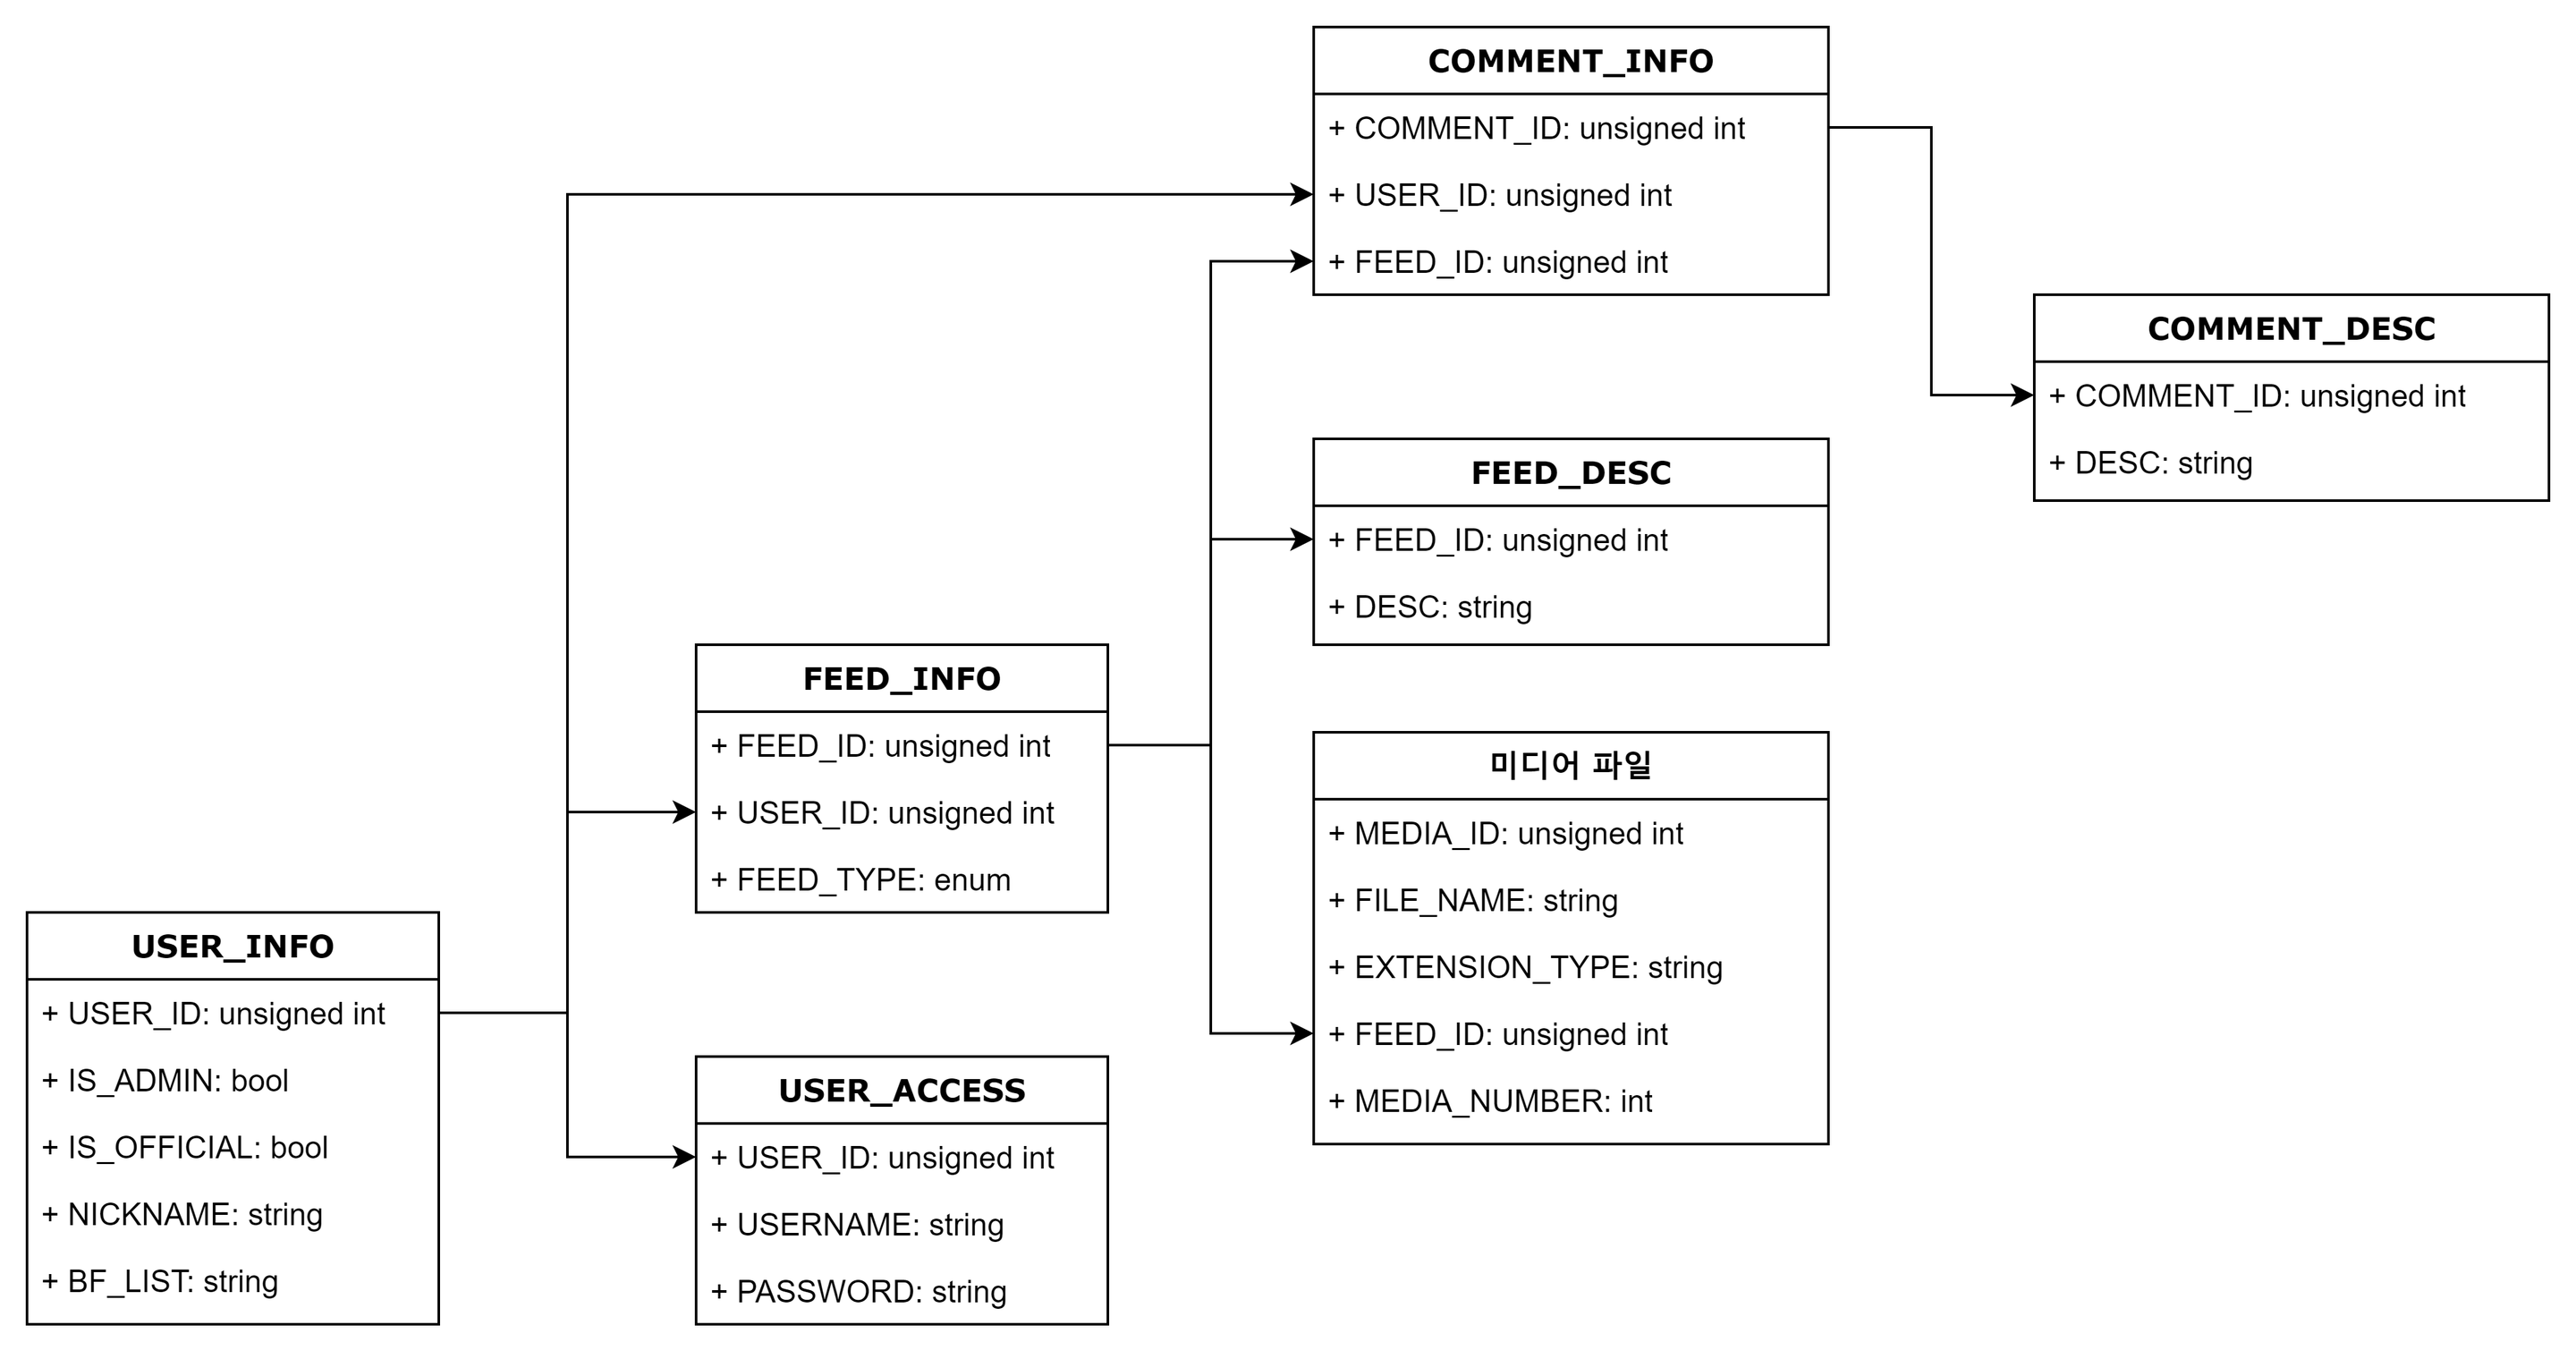 COMMENT_INFO
+ COMMENT_ID: unsigned int
+ USER_ID: unsigned int
+ FEED_ID: unsigned int
COMMENT_DESC
+ COMMENT_ID: unsigned int
+ DESC: string
FEED_DESC
+ FEED_ID: unsigned int
+ DESC: string
FEED_INFO
+ FEED_ID: unsigned int
+ USER_ID: unsigned int
+ FEED_TYPE: enum
미디어 파일
+ MEDIA_ID: unsigned int
+ FILE_NAME: string
+ EXTENSION_TYPE: string
+ FEED_ID: unsigned int
+ MEDIA_NUMBER: int
USER_INFO
+ USER_ID: unsigned int
+ IS_ADMIN: bool
+ IS_OFFICIAL: bool
+ NICKNAME: string
+ BF_LIST: string
USER_ACCESS
+ USER_ID: unsigned int
+ USERNAME: string
+ PASSWORD: string